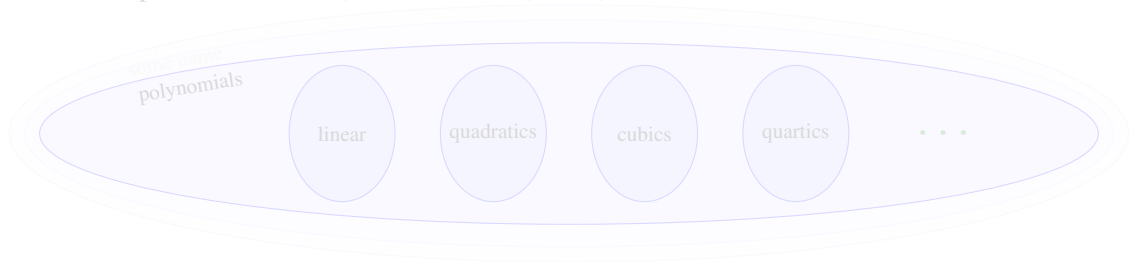 polynomials
linear
quadratics
cubics
quartics
. . .